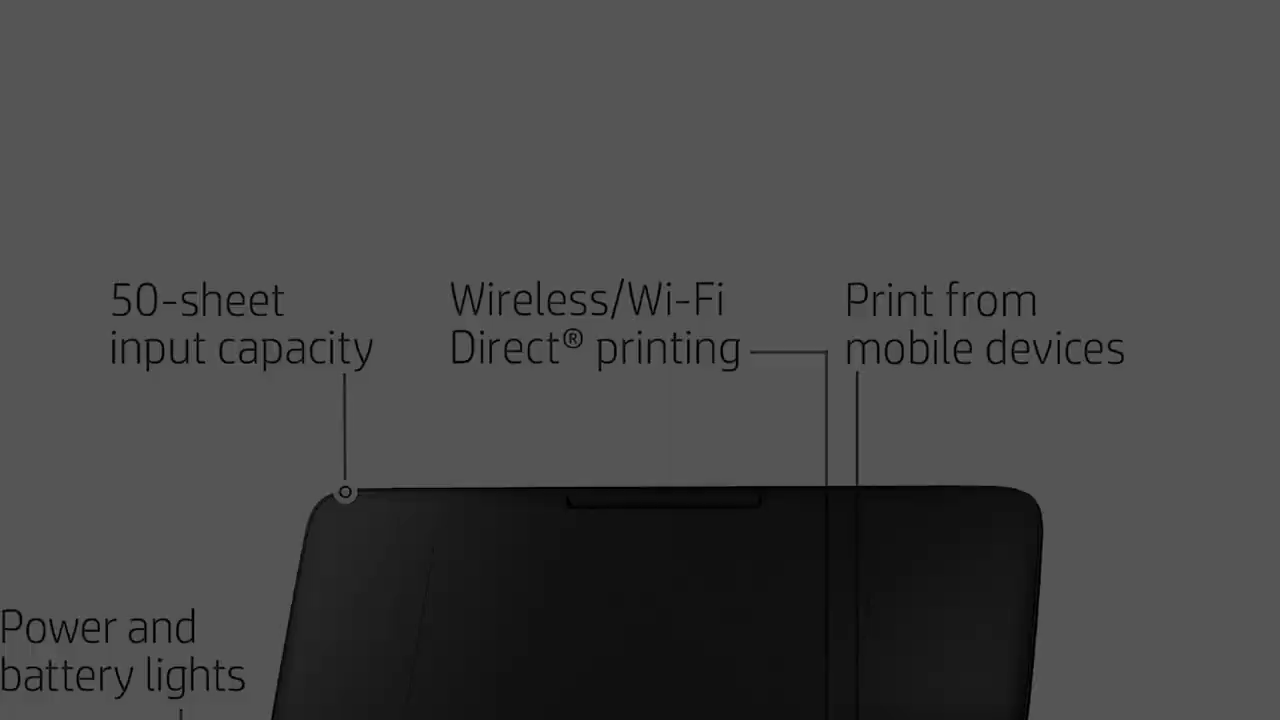 50-sheet
input capacity
Wireless/Wi-Fi
Direct® printing
Print from
mobile devices
Power and
battery lights